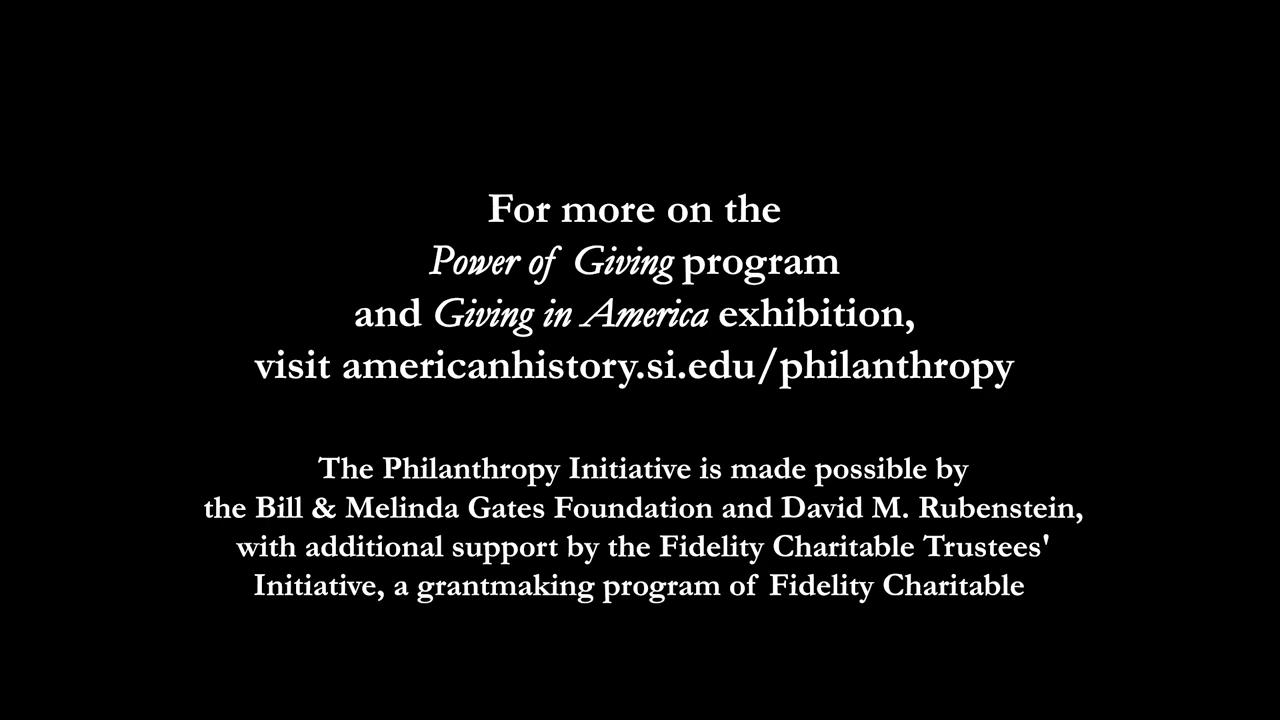 For more on the
Power of Giving program
and Giving in America exhibition,
visit americanhistory.si.edu/philanthropy
The Philanthropy Initiative is made possible by
the Bill & Melinda Gates Foundation and David M. Rubenstein,
with additional support by the Fidelity Charitable Trustees'
Initiative, a grantmaking program of Fidelity Charitable